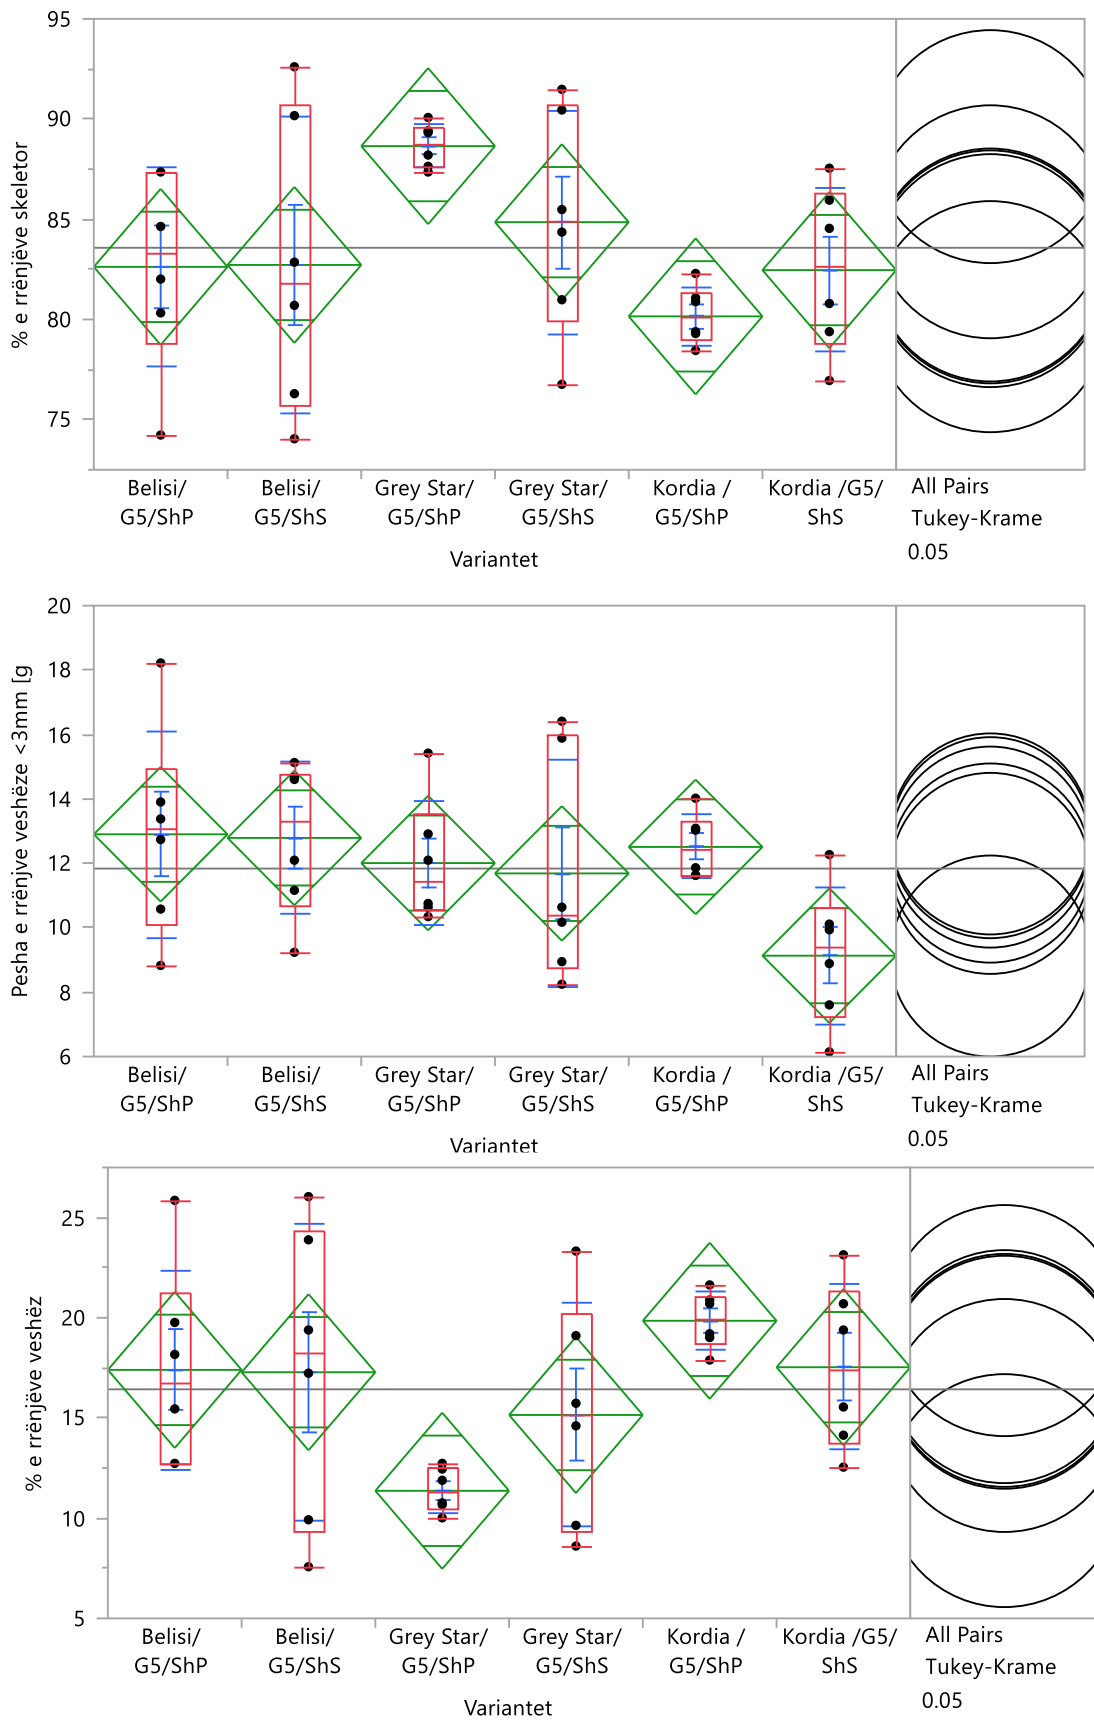 % e rrënjëve skeletor
95
90
85
80
75
Belisi/ Belisi/ Grey Star/ Grey Star/ Kordia / Kordia /G5/ All Pairs
G5/ShP G5/ShS G5/ShP G5/ShS G5/ShP ShS Tukey-Krame
0.05
Variantet
Pesha e rrënjve veshëze <3mm [g
20
18
16
14
12
10
8
6
Belisi/ Belisi/ Grey Star/ Grey Star/ Kordia / Kordia /G5/ All Pairs
G5/ShP G5/ShS G5/ShP G5/ShS G5/ShP ShS Tukey-Krame
0.05
Variantet
% e rrënjëve veshëz
25
20
15
10
5
Belisi/ Belisi/ Grey Star/ Grey Star/ Kordia / Kordia /G5/ All Pairs
G5/ShP G5/ShS G5/ShP G5/ShS G5/ShP ShS Tukey-Krame
0.05
Variantet